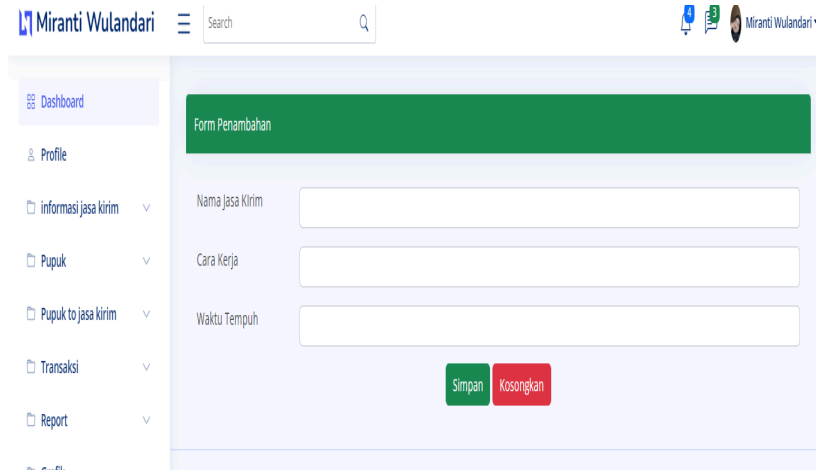 Miranti Wulandari
Search
4
3
Miranti Wulandari
Dashboard
Profile
informasi jasa kirim
Pupuk
Pupuk to jasa kirim
Transaksi
Report
Form Penambahan
Nama Jasa KIrim
Cara Kerja
Waktu Tempuh
Simpan
Kosongkan